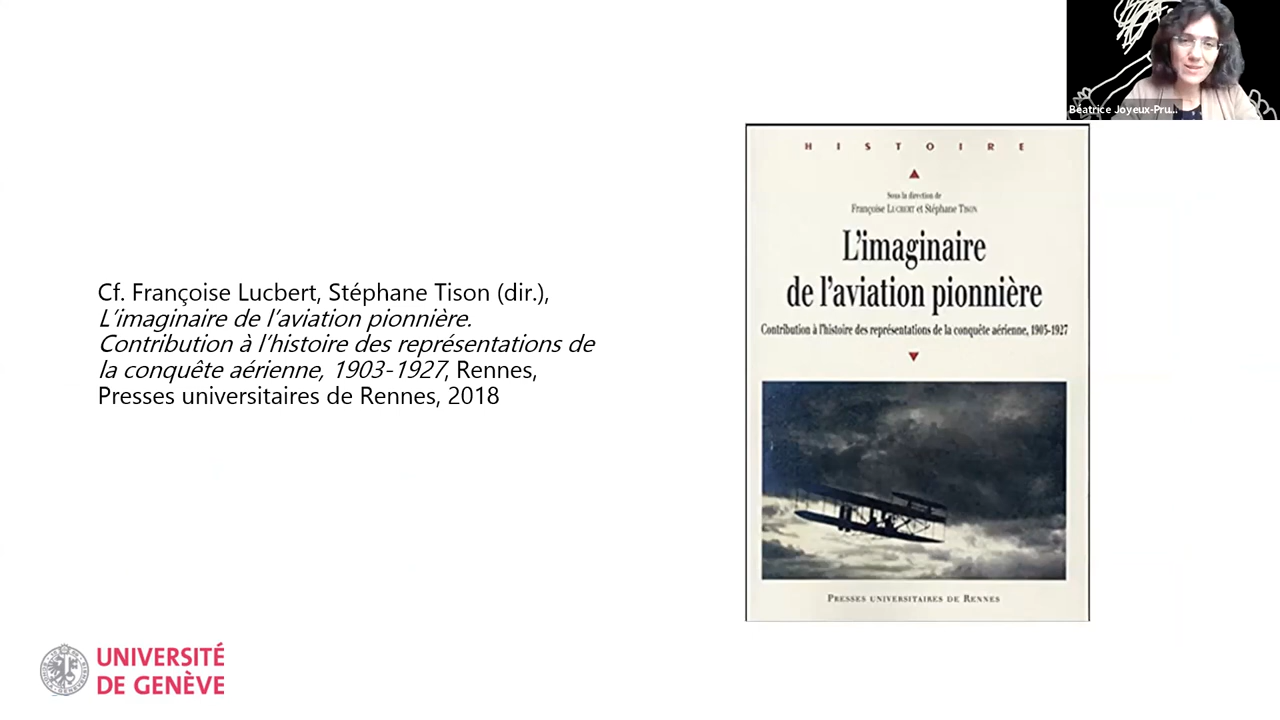 Béatrice Joyeux-Pru...
Cf. Françoise Lucbert, Stéphane Tison (dir.),
L'imaginaire de l'aviation pionnière.
Contribution à l'histoire des représentations de
la conquête aérienne, 1903-1927, Rennes,
Presses universitaires de Rennes, 2018
HISTOIRE
Sous la direction de
Françoise LUCBERT et Stéphane TISON
L'imaginaire
de l'aviation pionnière
Contribution à l'histoire des représentations de la conquête aérienne, 1903-1927
PRESSES UNIVERSITAIRES DE RENNES
UNIVERSITÉ
DE GENÈVE